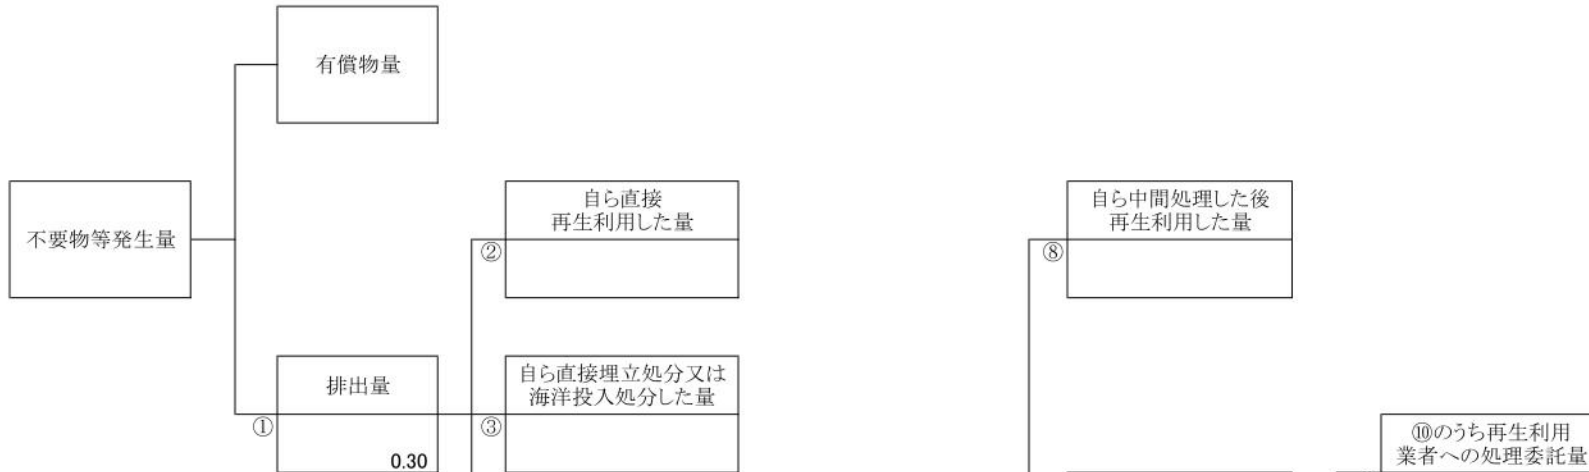 有償物量
不要物等発生量
自ら直接
再生利用した量
②
自ら中間処理した後
再生利用した量
⑧
排出量
①
0.30
自ら直接埋立処分又は
海洋投入処分した量
③
⑩のうち再生利用
業者への処理委託量